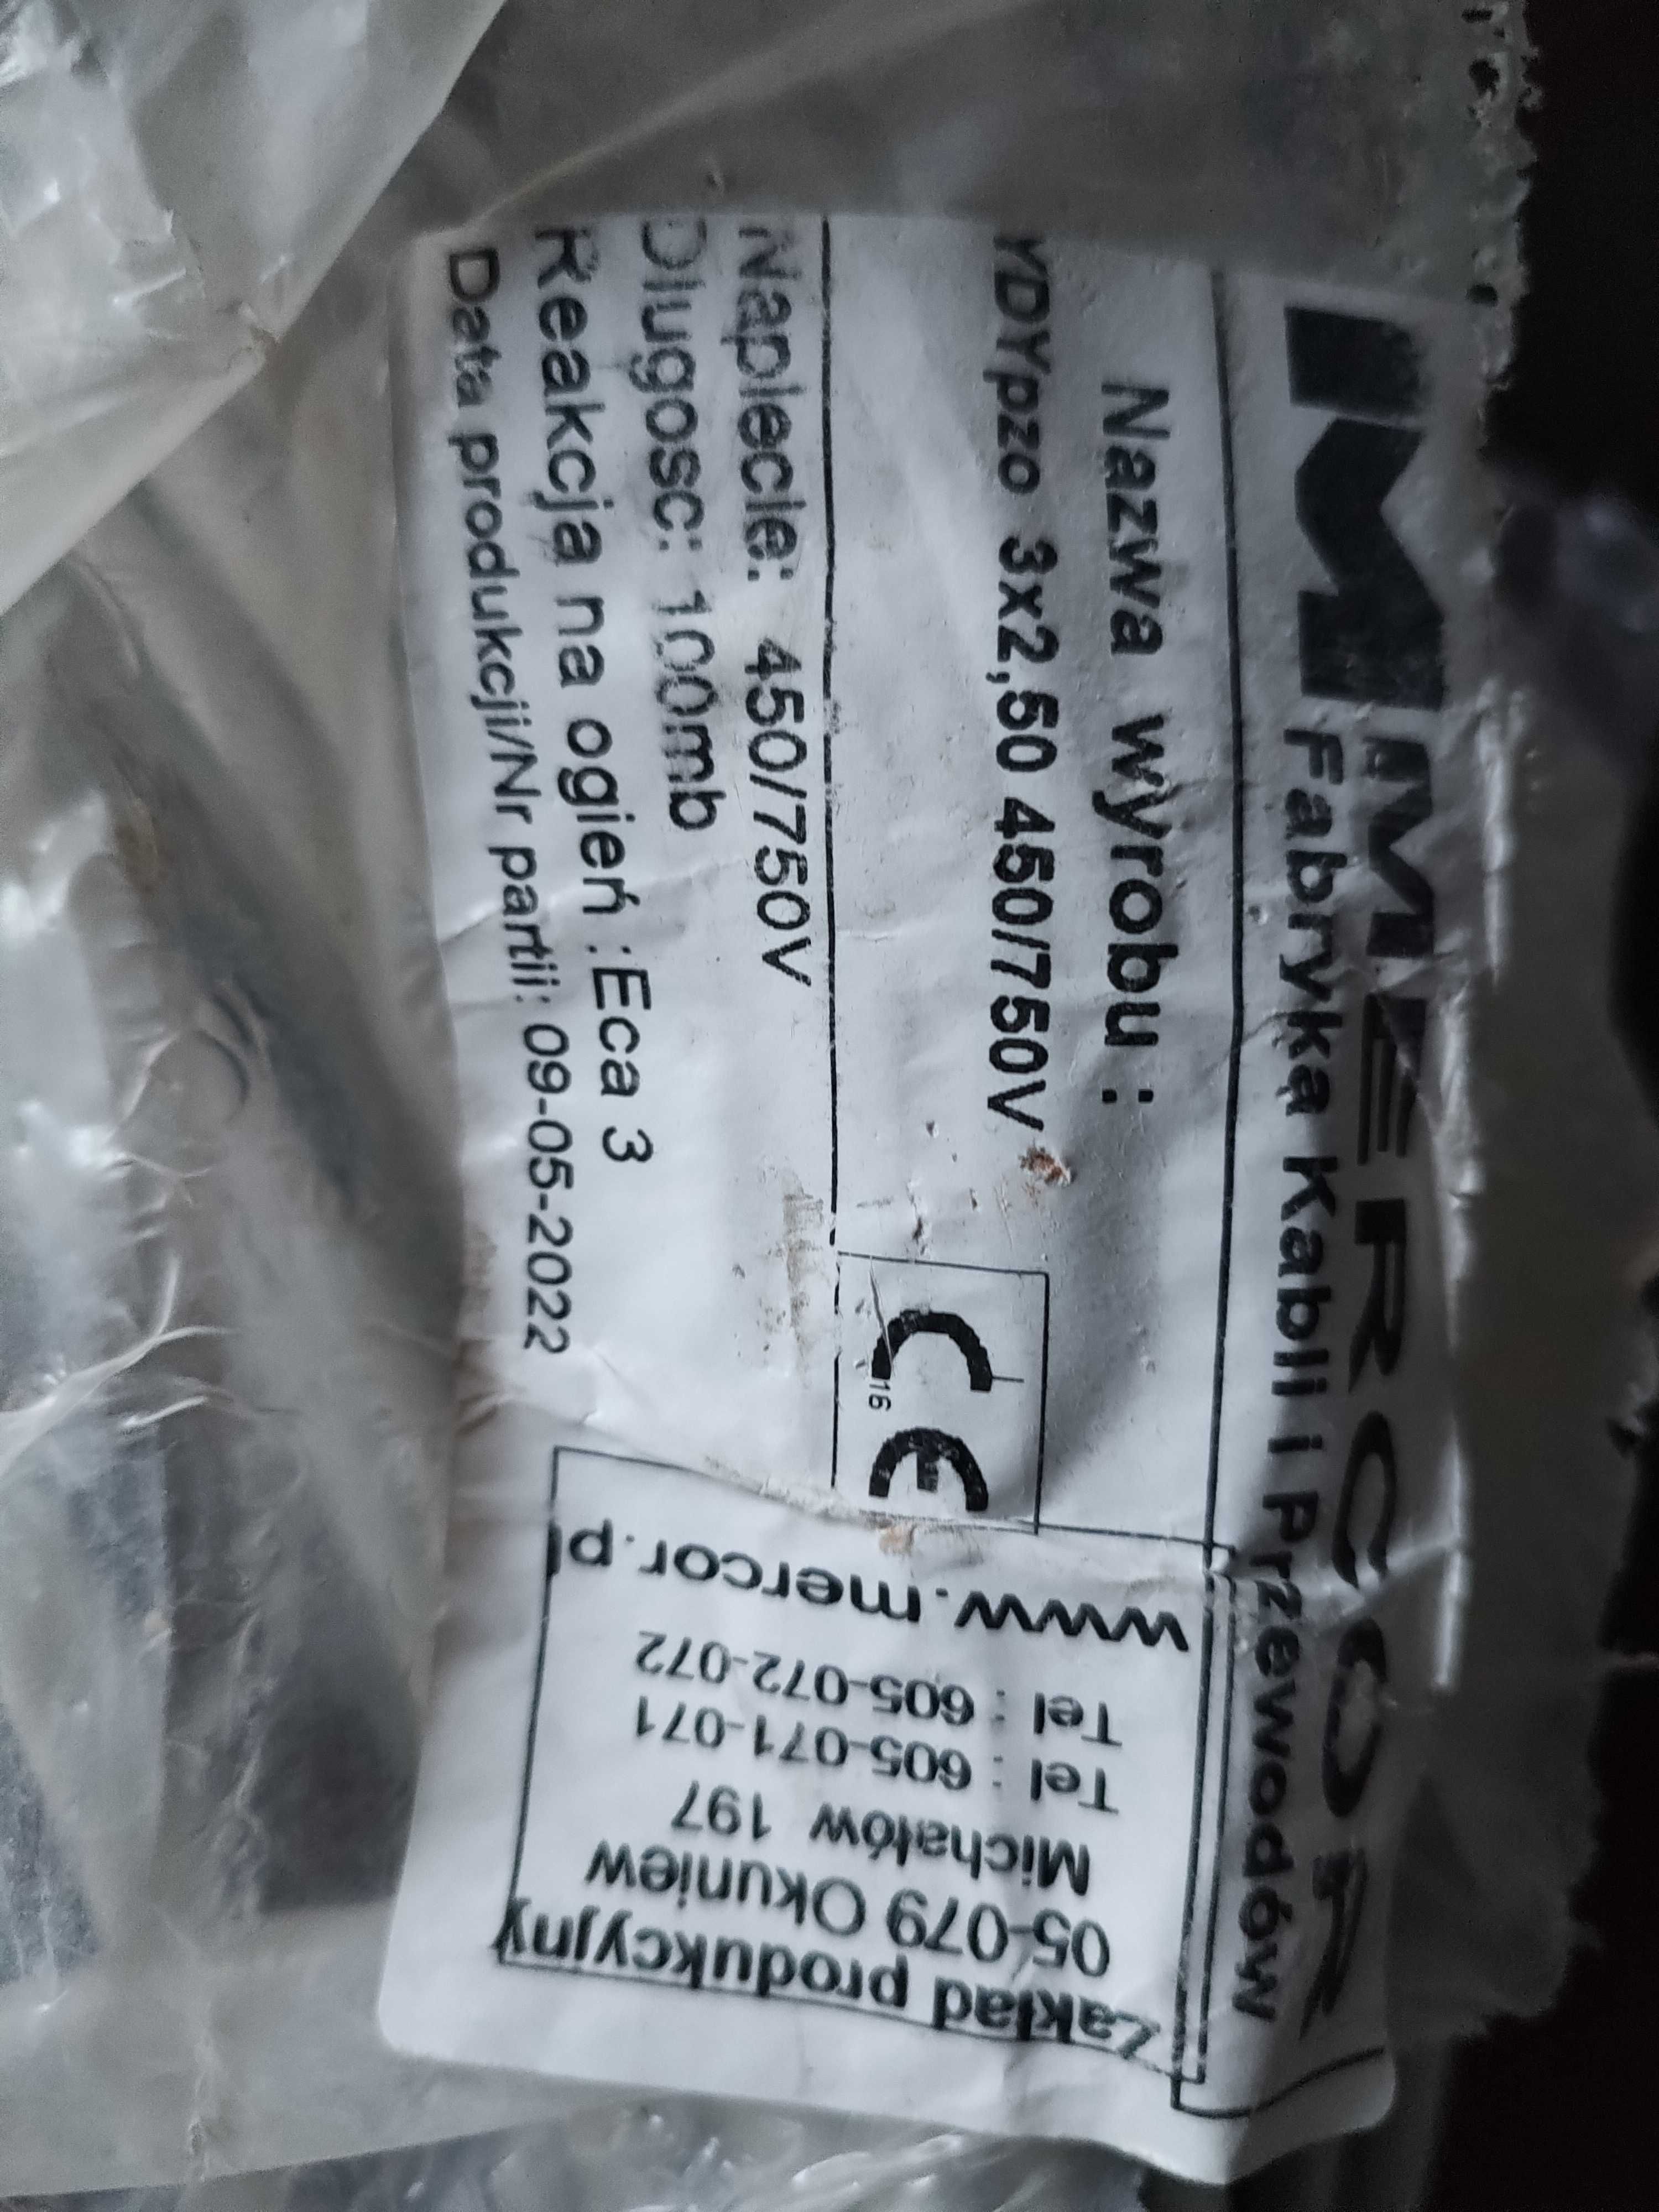 MERCOR
Fabryka Kabli i Przewodów
Nazwa wyrobu :
YDYpzo 3x2,50 450/750V
CE
16
Napiecie: 450/750V
Dlugosc: 100mb
Reakcja na ogień :Eca 3
Data produkcji/Nr partii: 09-05-2022
Zakład produkcyjny
05-079 Okuniew
Michałów 197
Tel : 605-071-071
Tel : 605-072-072
www.mercor.pl